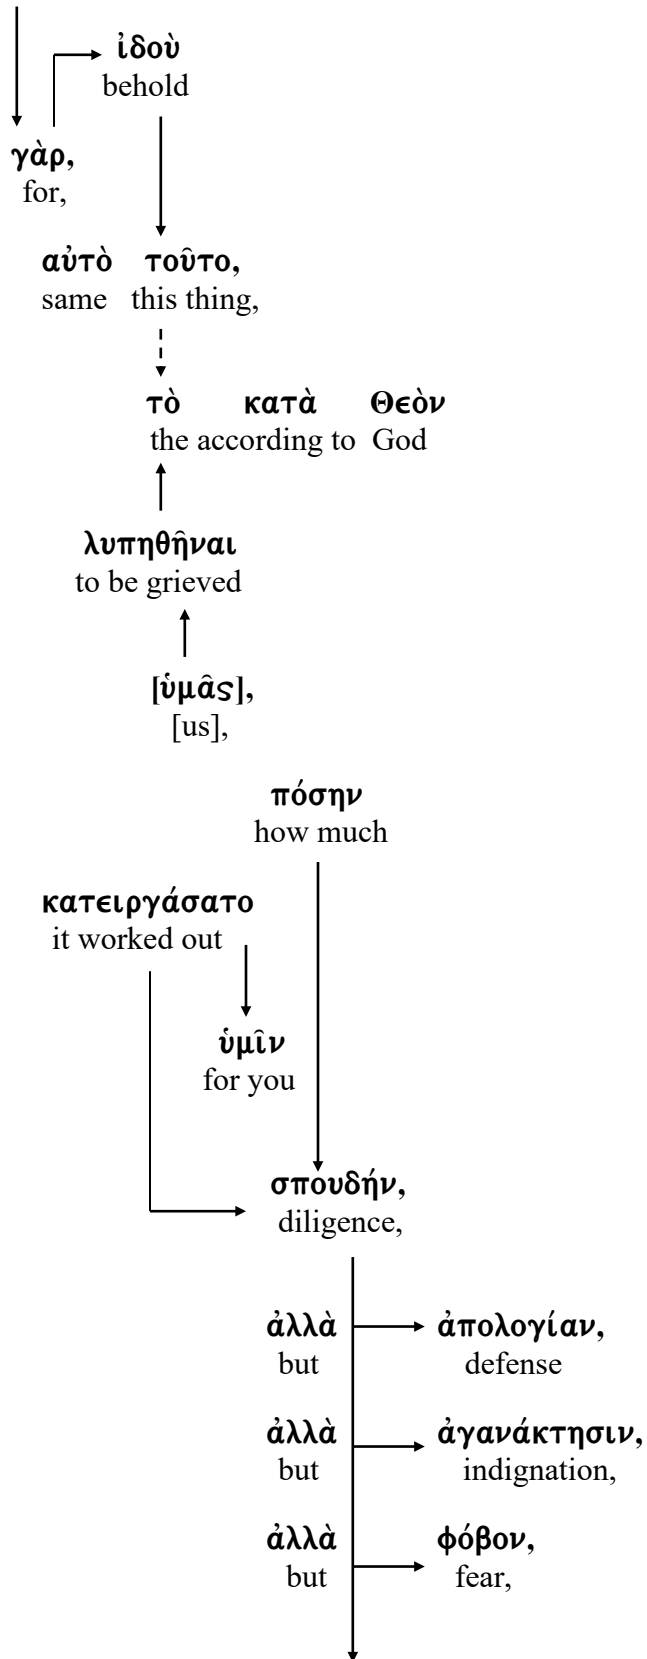 ἰδοὺ
behold
γὰρ,
for,
αὐτὸ τοῦτο,
same this thing,
τὸ κατὰ Θεὸν
the according to God
λυπηθῆναι
to be grieved
[ὑμᾶς],
[us],
πόσην
how much
κατειργάσατο
it worked out
ὑμῖν
for you
σπουδήν,
diligence,
ἀλλὰ ἀπολογίαν,
but defense
ἀλλὰ ἀγανάκτησιν,
but indignation,
ἀλλὰ φόβον,
but fear,